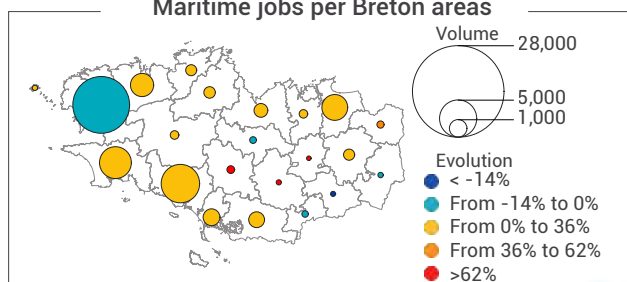 Maritime jobs per Breton areas
Volume
28,000
5,000
1,000
Evolution
< -14%
From -14% to 0%
From 0% to 36%
From 36% to 62%
>62%